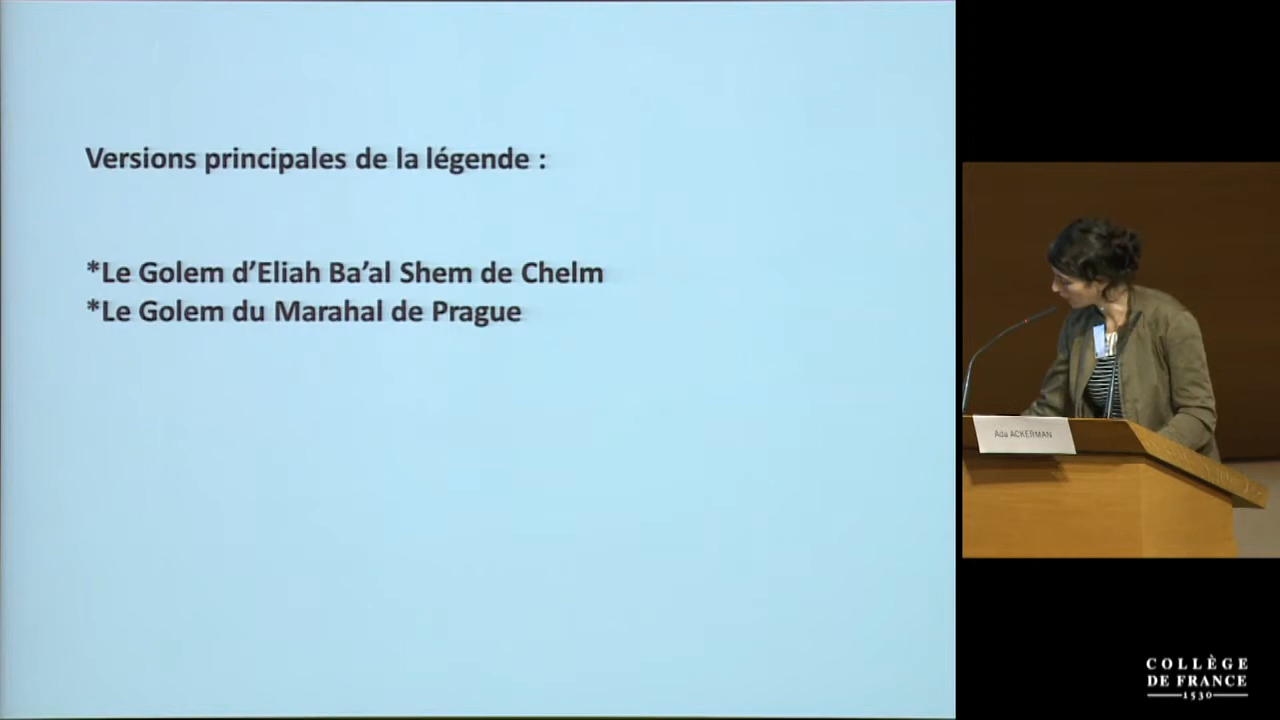 Versions principales de la légende :
*Le Golem d’Eliah Ba’al Shem de Chelm
*Le Golem du Marahal de Prague
Ada ACKERMAN
COLLÈGE
DE FRANCE
1530